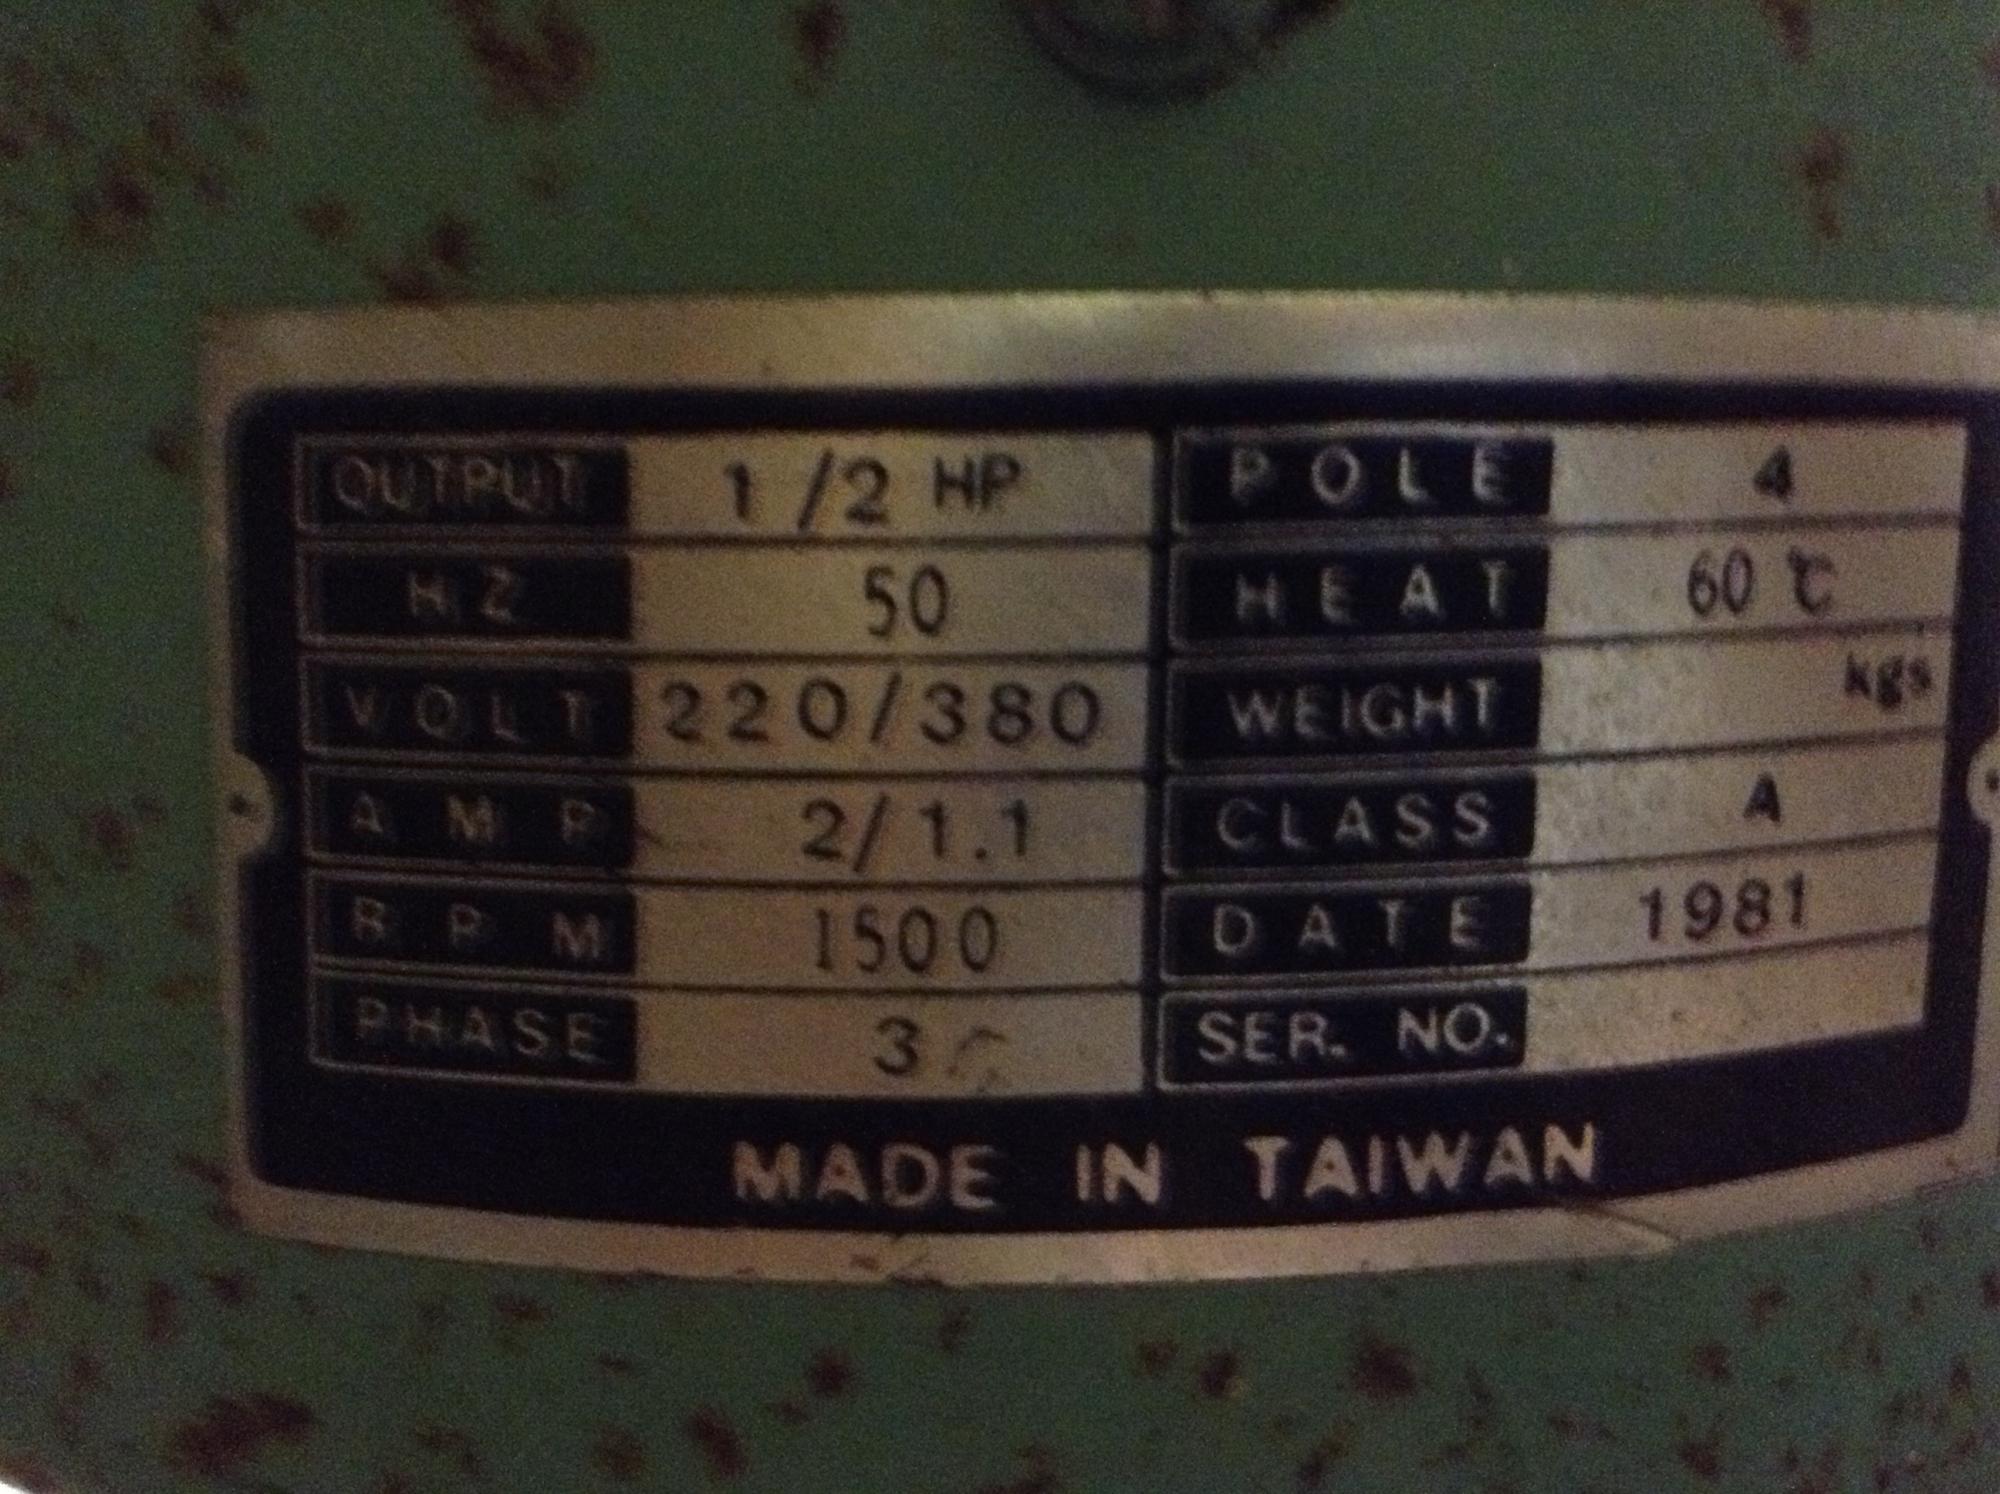 OUTPUT 1/2 HP POLE 4
HZ 50 HEAT 60 ℃
VOLT 220/380 WEIGHT kgs
AMP 2/1.1 CLASS A
RPM 1500 DATE 1981
PHASE 3 SER. NO.
MADE IN TAIWAN